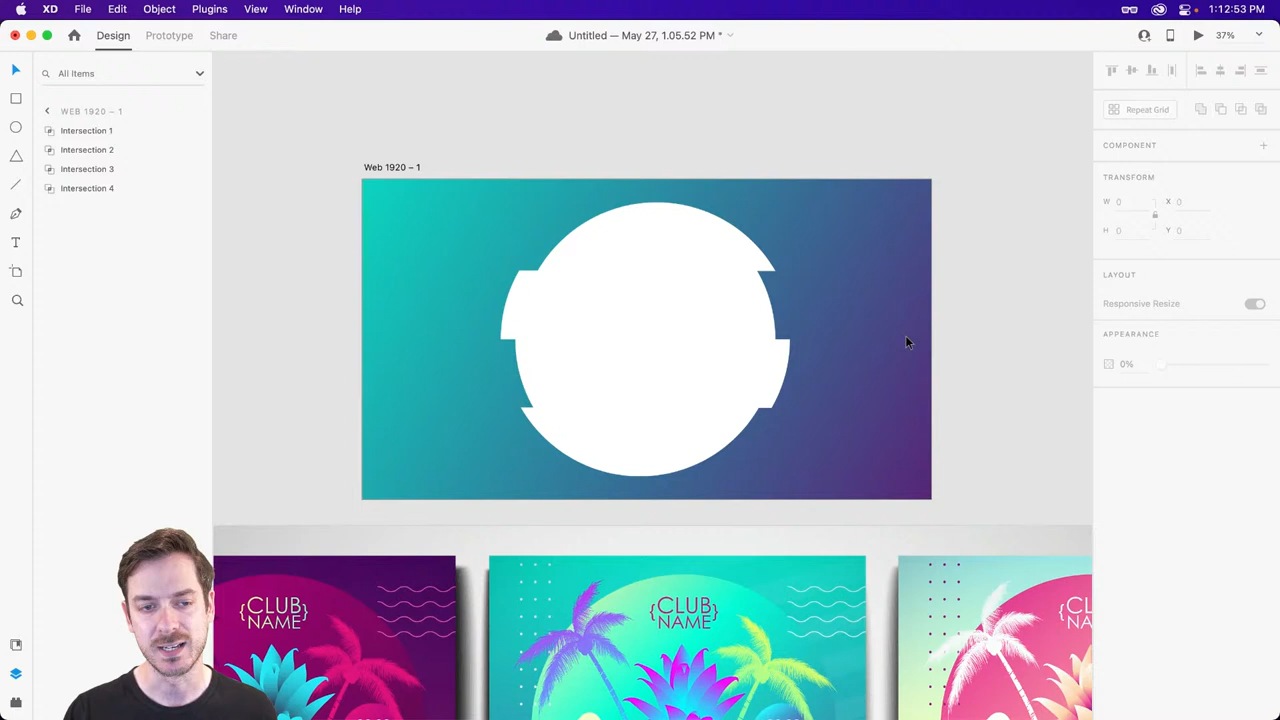 XD File Edit Object Plugins View Window Help 1:12:53 PM
Design Prototype Share Untitled — May 27, 1.05.52 PM * 37%
All Items
WEB 1920 – 1
Intersection 1
Intersection 2
Intersection 3
Intersection 4
Web 1920 – 1
Repeat Grid
COMPONENT
TRANSFORM
W 0 X 0
H 0 Y 0
LAYOUT
Responsive Resize
APPEARANCE
0%
{CLUB
NAME}
{CLUB
NAME}
{CL
NA